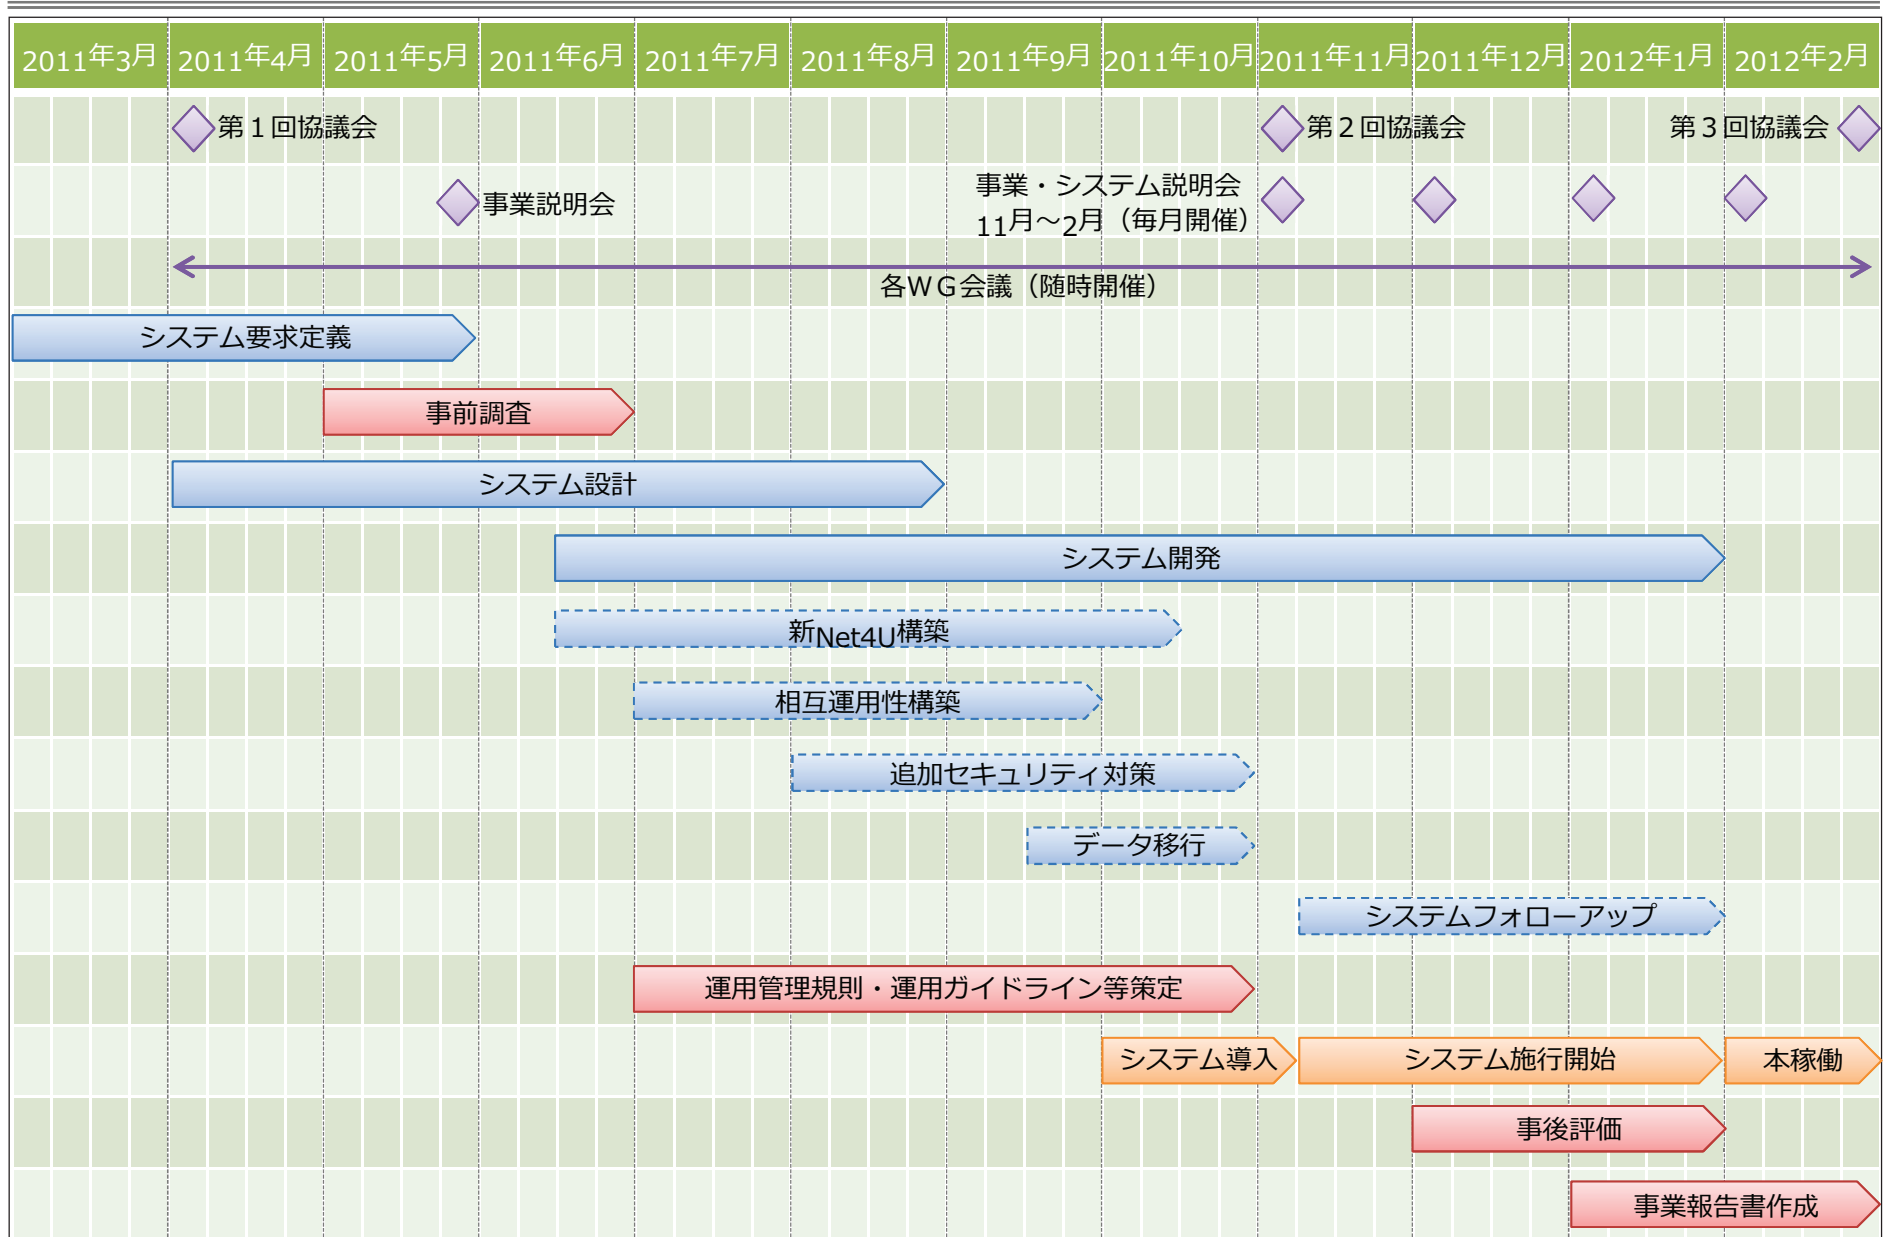 2011年3月 2011年4月 2011年5月 2011年6月 2011年7月 2011年8月 2011年9月 2011年10月 2011年11月 2011年12月 2012年1月 2012年2月
第１回協議会 第２回協議会 第３回協議会
事業説明会
事業・システム説明会
11月～2月（毎月開催）
各ＷＧ会議（随時開催）
システム要求定義
事前調査
システム設計
システム開発
新Net4U構築
相互運用性構築
追加セキュリティ対策
データ移行
システムフォローアップ
運用管理規則・運用ガイドライン等策定
システム導入 システム施行開始 本稼働
事後評価
事業報告書作成